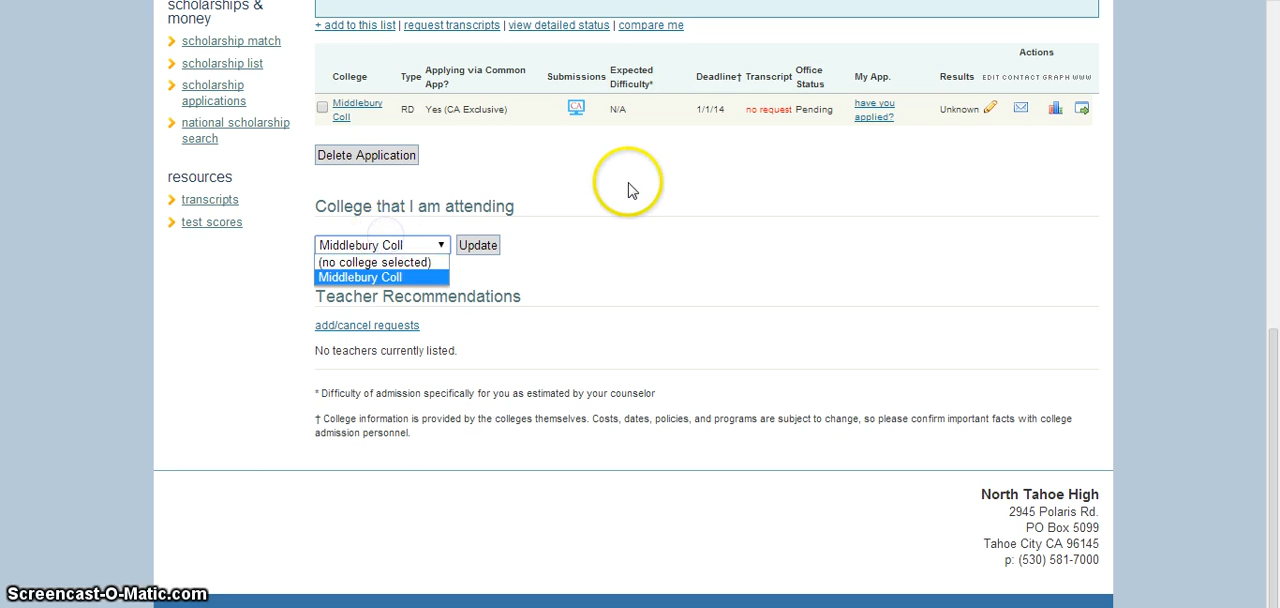 scholarships &
money
scholarship match
scholarship list
scholarship
applications
national scholarship
search
resources
transcripts
test scores
+ add to this list | request transcripts | view detailed status | compare me
Actions
College Type Applying via Common App? Submissions Expected Difficulty* Deadline† Transcript Office Status My App. Results EDIT CONTACT GRAPH WWW
Middlebury Coll RD Yes (CA Exclusive) CA N/A 1/1/14 no request Pending have you applied? Unknown
Delete Application
College that I am attending
Middlebury Coll ▼ Update
(no college selected)
Middlebury Coll
Teacher Recommendations
add/cancel requests
No teachers currently listed.
* Difficulty of admission specifically for you as estimated by your counselor
† College information is provided by the colleges themselves. Costs, dates, policies, and programs are subject to change, so please confirm important facts with college
admission personnel.
North Tahoe High
2945 Polaris Rd.
PO Box 5099
Tahoe City CA 96145
p: (530) 581-7000
Screencast-O-Matic.com